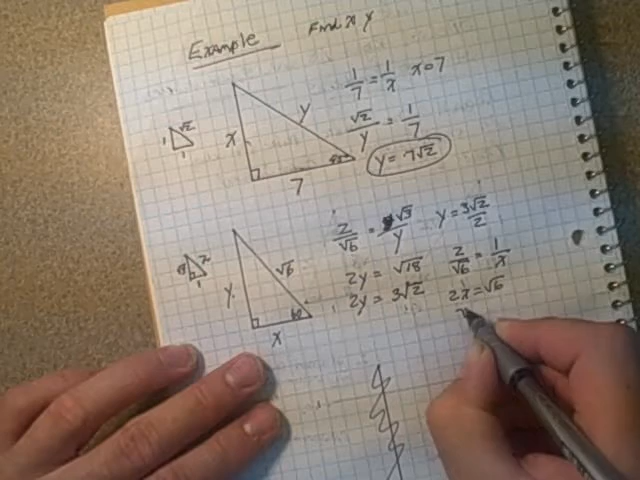 Example Find x y
1/7 = 1/x x=7
√2/y = 1/7
y = 7√2
1 √2
1
x y
45
7
2/√6 = √3/y y = 3√2/2
2y = √18 2/√6 = 1/x
2y = 3√2 2x = √6
1
y √6
60
x